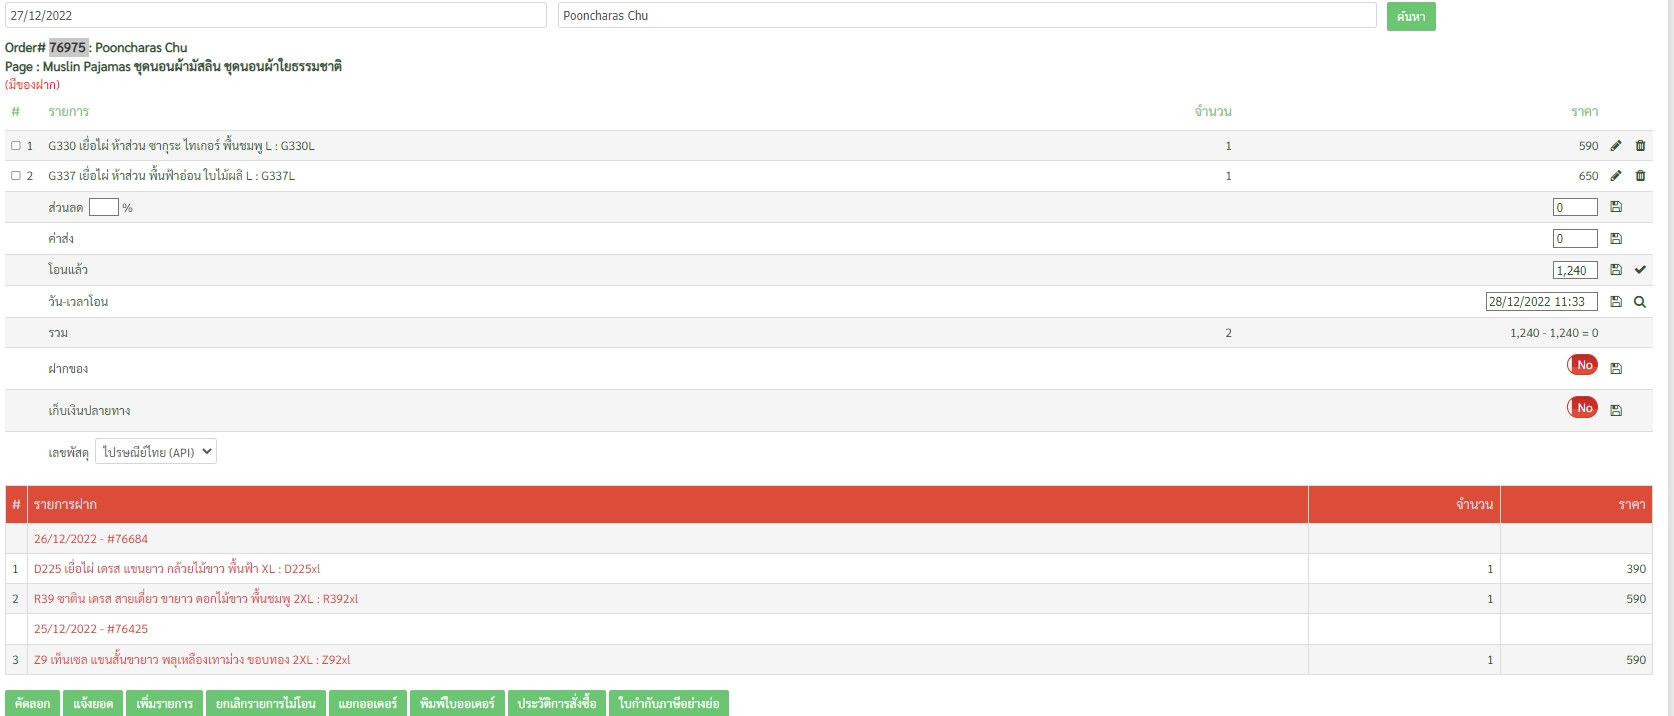 27/12/2022 Pooncharas Chu ค้นหา
Order# 76975 : Pooncharas Chu
Page : Muslin Pajamas ชุดนอนผ้ามัสลิน ชุดนอนผ้าใยธรรมชาติ
(มีของฝาก)
# รายการ จำนวน ราคา
1 G330 เยื่อไผ่ ห้าส่วน ซากุระ ไทเกอร์ พื้นชมพู L : G330L 1 590
2 G337 เยื่อไผ่ ห้าส่วน พื้นฟ้าอ่อน ใบไม้ผลิ L : G337L 1 650
ส่วนลด % 0
ค่าส่ง 0
โอนแล้ว 1,240
วัน-เวลาโอน 28/12/2022 11:33
รวม 2 1,240 - 1,240 = 0
ฝากของ No
เก็บเงินปลายทาง No
เลขพัสดุ ไปรษณีย์ไทย (API)
# รายการฝาก จำนวน ราคา
26/12/2022 - #76684
1 D225 เยื่อไผ่ เดรส แขนยาว กล้วยไม้ขาว พื้นฟ้า XL : D225xl 1 390
2 R39 ซาติน เดรส สายเดี่ยว ขายาว ดอกไม้ขาว พื้นชมพู 2XL : R392xl 1 590
25/12/2022 - #76425
3 Z9 เท็นเซล แขนสั้นขายาว พลุเหลืองเทาม่วง ขอบทอง 2XL : Z92xl 1 590
คัดลอก แจ้งยอด เพิ่มรายการ ยกเลิกรายการไม่โอน แยกออเดอร์ พิมพ์ใบออเดอร์ ประวัติการสั่งซื้อ ใบกำกับภาษีอย่างย่อ